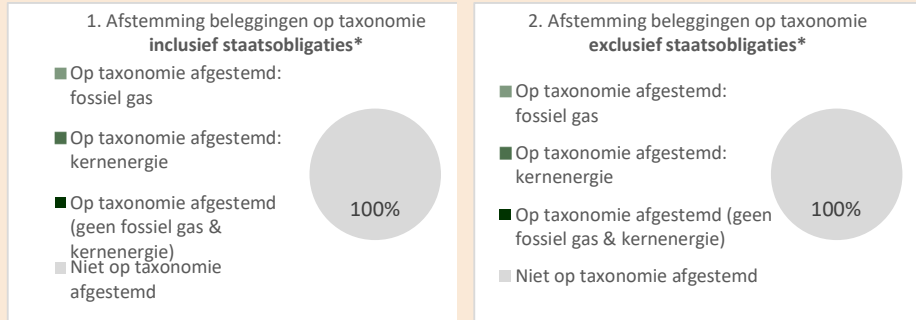 1. Afstemming beleggingen op taxonomie
inclusief staatsobligaties*
Op taxonomie afgestemd:
fossiel gas
Op taxonomie afgestemd:
kernenergie
Op taxonomie afgestemd
(geen fossiel gas &
kernenergie)
Niet op taxonomie
afgestemd
100%
2. Afstemming beleggingen op taxonomie
exclusief staatsobligaties*
Op taxonomie afgestemd:
fossiel gas
Op taxonomie afgestemd:
kernenergie
Op taxonomie afgestemd (geen
fossiel gas & kernenergie)
Niet op taxonomie afgestemd
100%